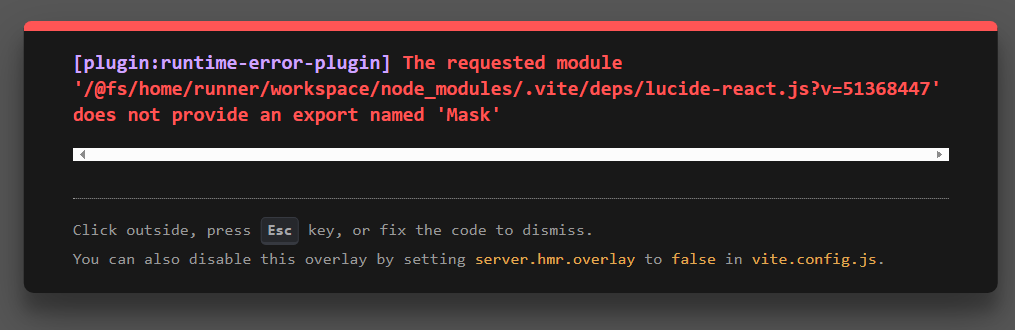 [plugin:runtime-error-plugin] The requested module
'/@fs/home/runner/workspace/node_modules/.vite/deps/lucide-react.js?v=51368447'
does not provide an export named 'Mask'
Click outside, press Esc key, or fix the code to dismiss.
You can also disable this overlay by setting server.hmr.overlay to false in vite.config.js.